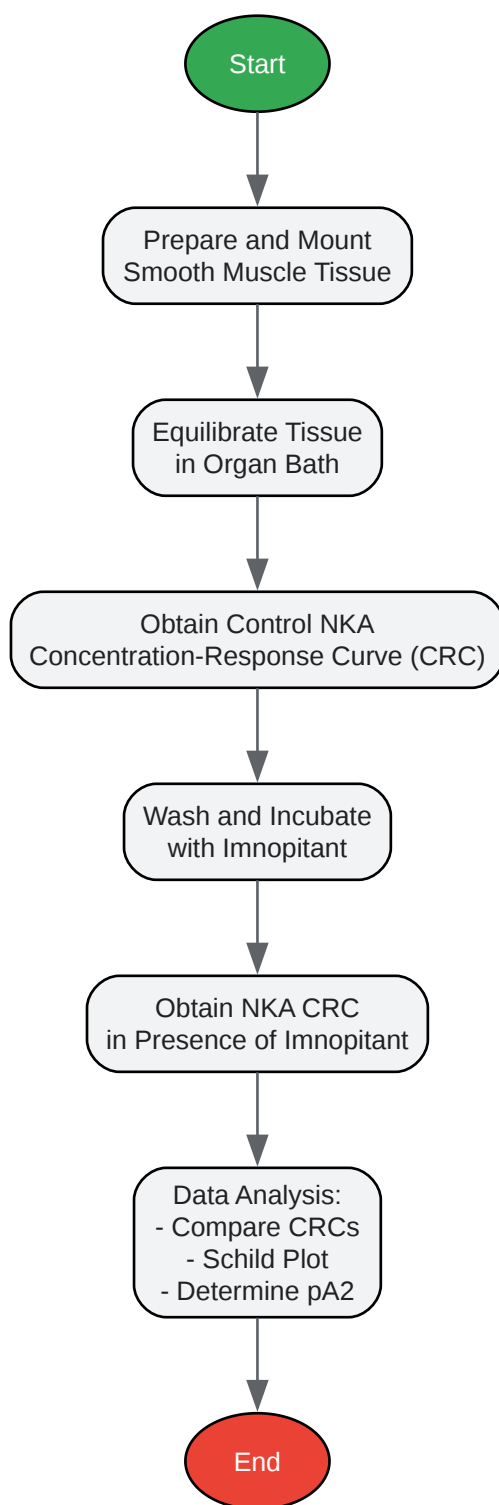 Start
Prepare and Mount
Smooth Muscle Tissue
Equilibrate Tissue
in Organ Bath
Obtain Control NKA
Concentration-Response Curve (CRC)
Wash and Incubate
with Imnopitant
Obtain NKA CRC
in Presence of Imnopitant
Data Analysis:
- Compare CRCs
- Schild Plot
- Determine pA2
End